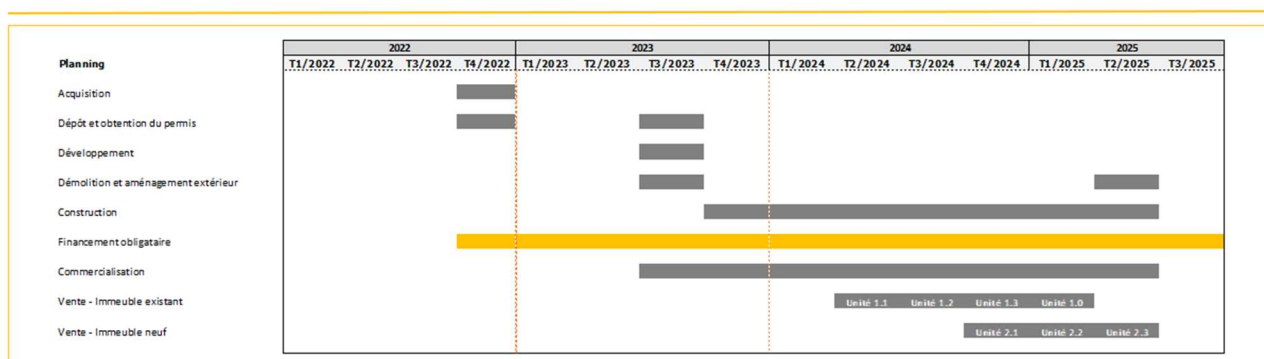 2022 2023 2024 2025
Planning T1/2022 T2/2022 T3/2022 T4/2022 T1/2023 T2/2023 T3/2023 T4/2023 T1/2024 T2/2024 T3/2024 T4/2024 T1/2025 T2/2025 T3/2025
Acquisition
Dépôt et obtention du permis
Développement
Démolition et aménagement extérieur
Construction
Financement obligataire
Commercialisation
Vente - Immeuble existant Unité 1.1 Unité 1.2 Unité 1.3 Unité 1.0
Vente - Immeuble neuf Unité 2.1 Unité 2.2 Unité 2.3